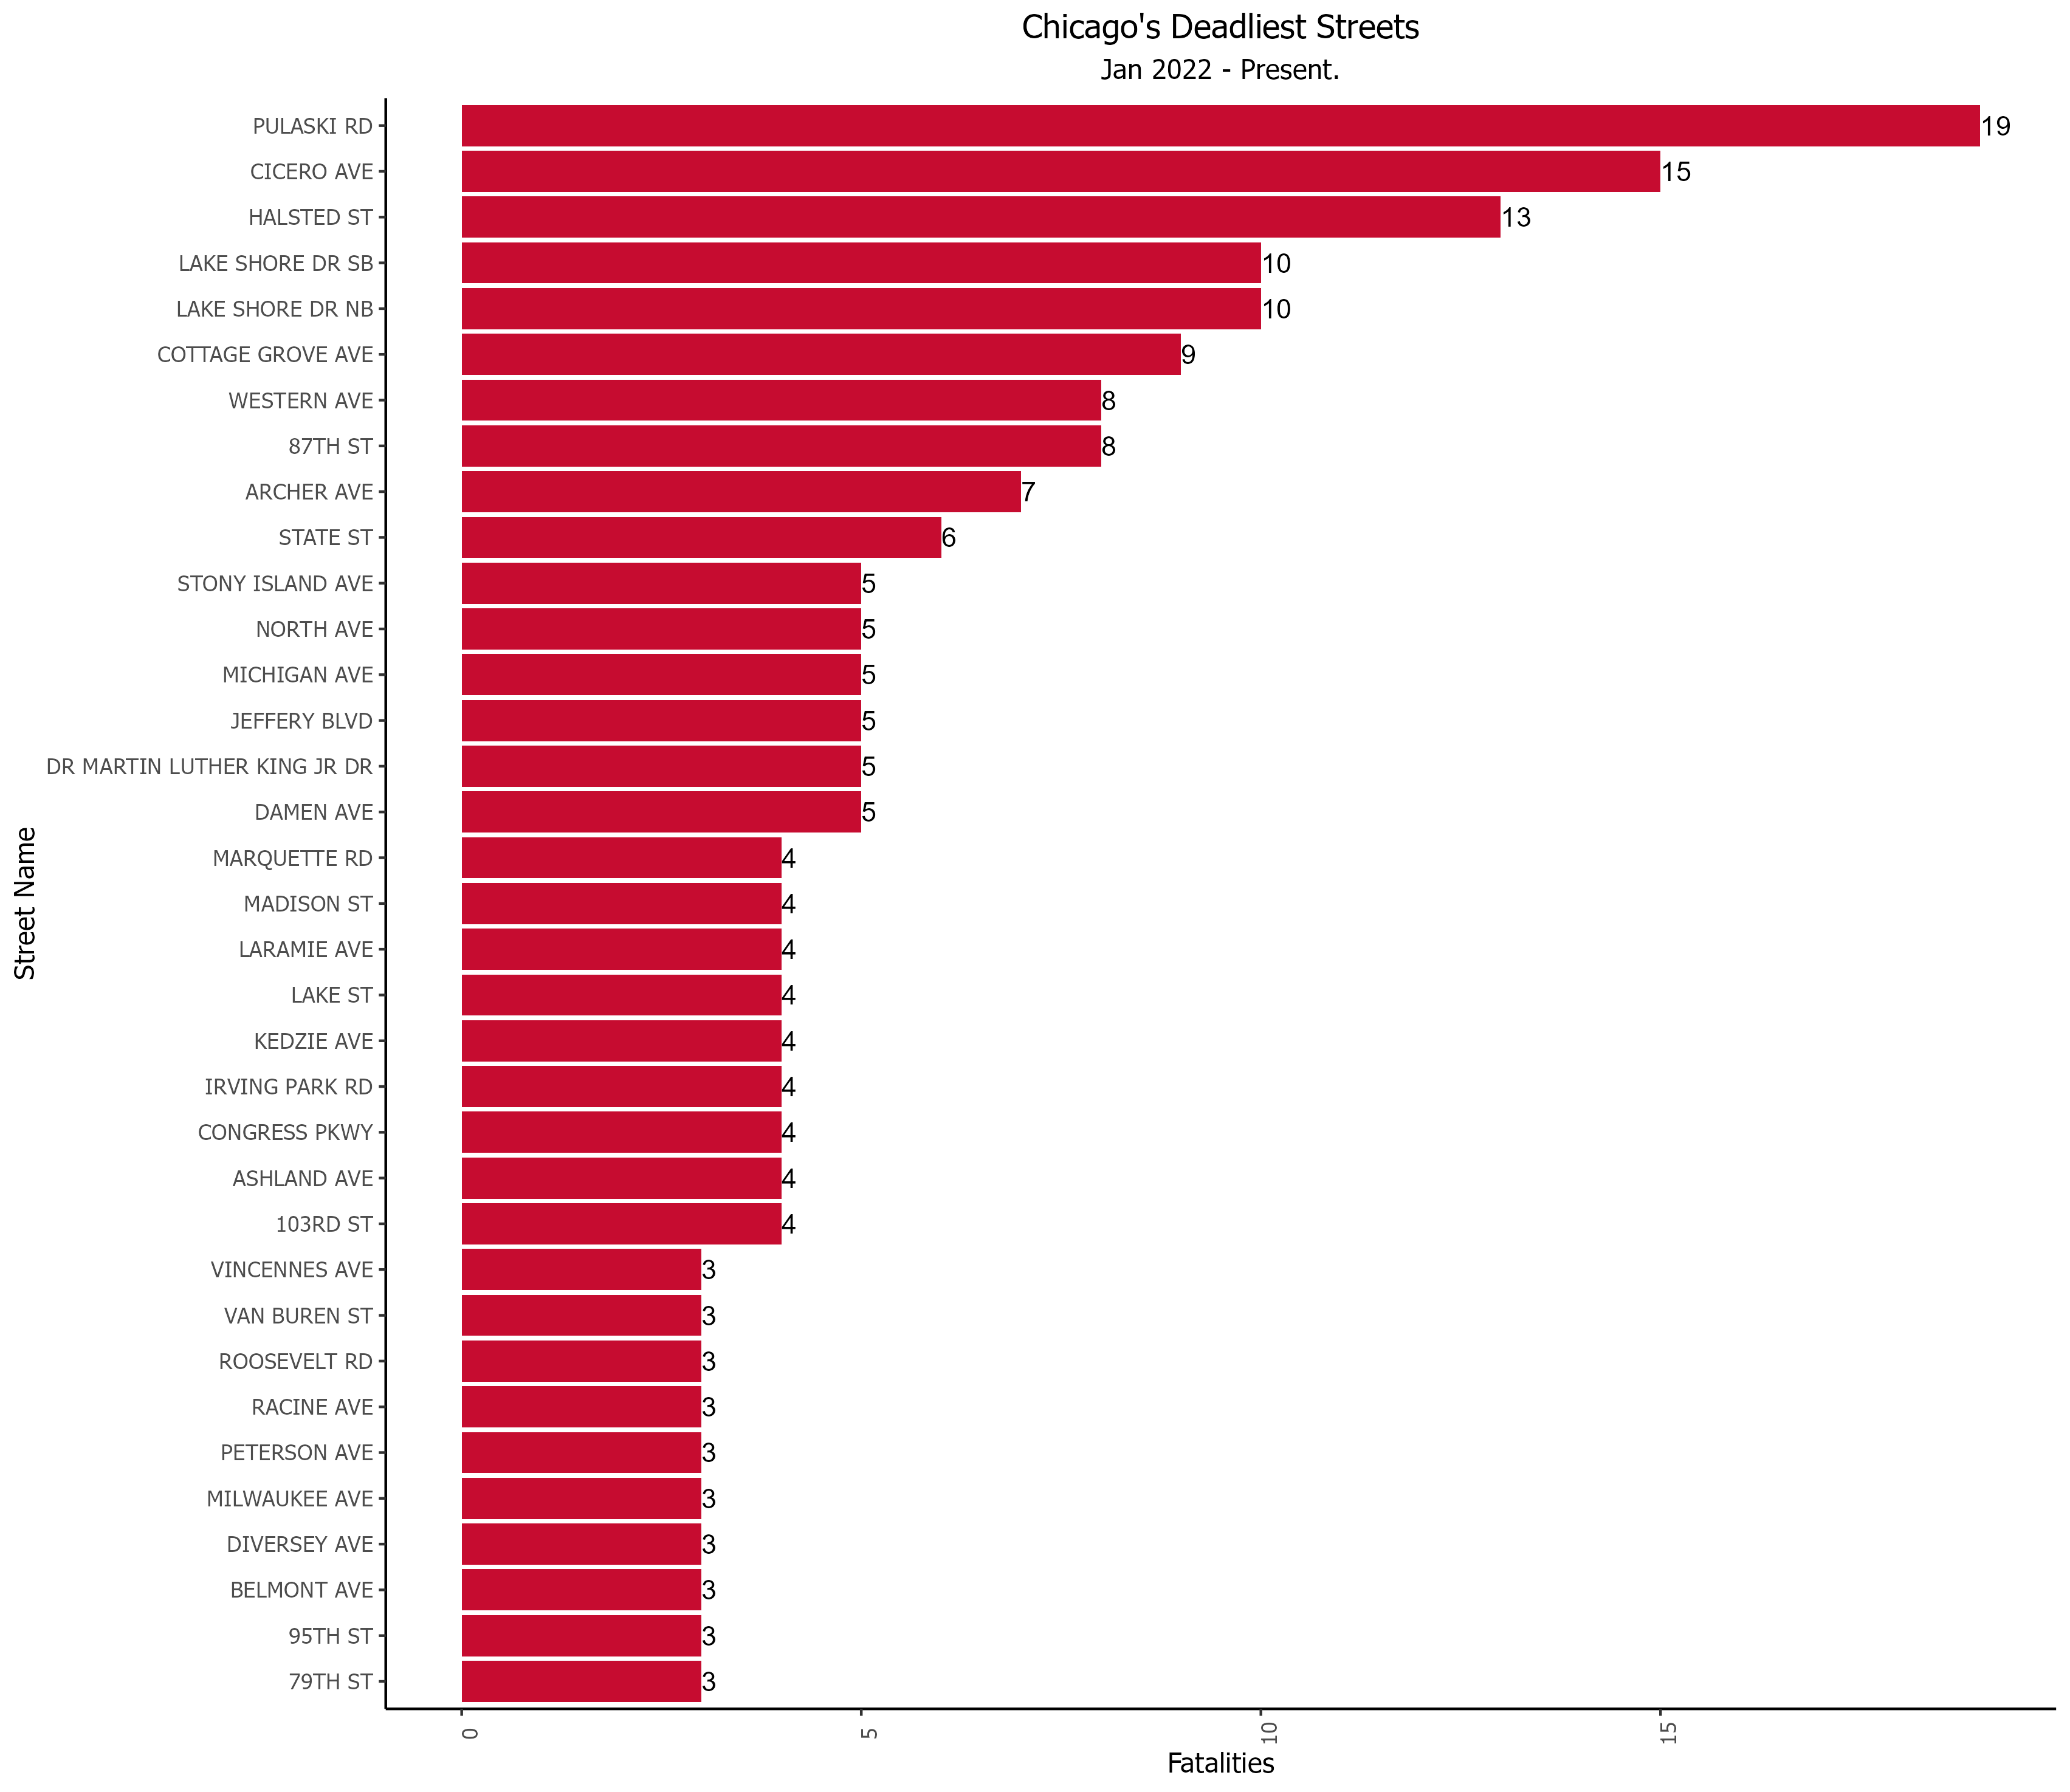 Chicago's Deadliest Streets
Jan 2022 - Present.
PULASKI RD 19
CICERO AVE 15
HALSTED ST 13
LAKE SHORE DR SB 10
LAKE SHORE DR NB 10
COTTAGE GROVE AVE 9
WESTERN AVE 8
87TH ST 8
ARCHER AVE 7
STATE ST 6
STONY ISLAND AVE 5
NORTH AVE 5
MICHIGAN AVE 5
JEFFERY BLVD 5
DR MARTIN LUTHER KING JR DR 5
DAMEN AVE 5
MARQUETTE RD 4
MADISON ST 4
LARAMIE AVE 4
LAKE ST 4
KEDZIE AVE 4
IRVING PARK RD 4
CONGRESS PKWY 4
ASHLAND AVE 4
103RD ST 4
VINCENNES AVE 3
VAN BUREN ST 3
ROOSEVELT RD 3
RACINE AVE 3
PETERSON AVE 3
MILWAUKEE AVE 3
DIVERSEY AVE 3
BELMONT AVE 3
95TH ST 3
79TH ST 3
Street Name
0 5 10 15
Fatalities